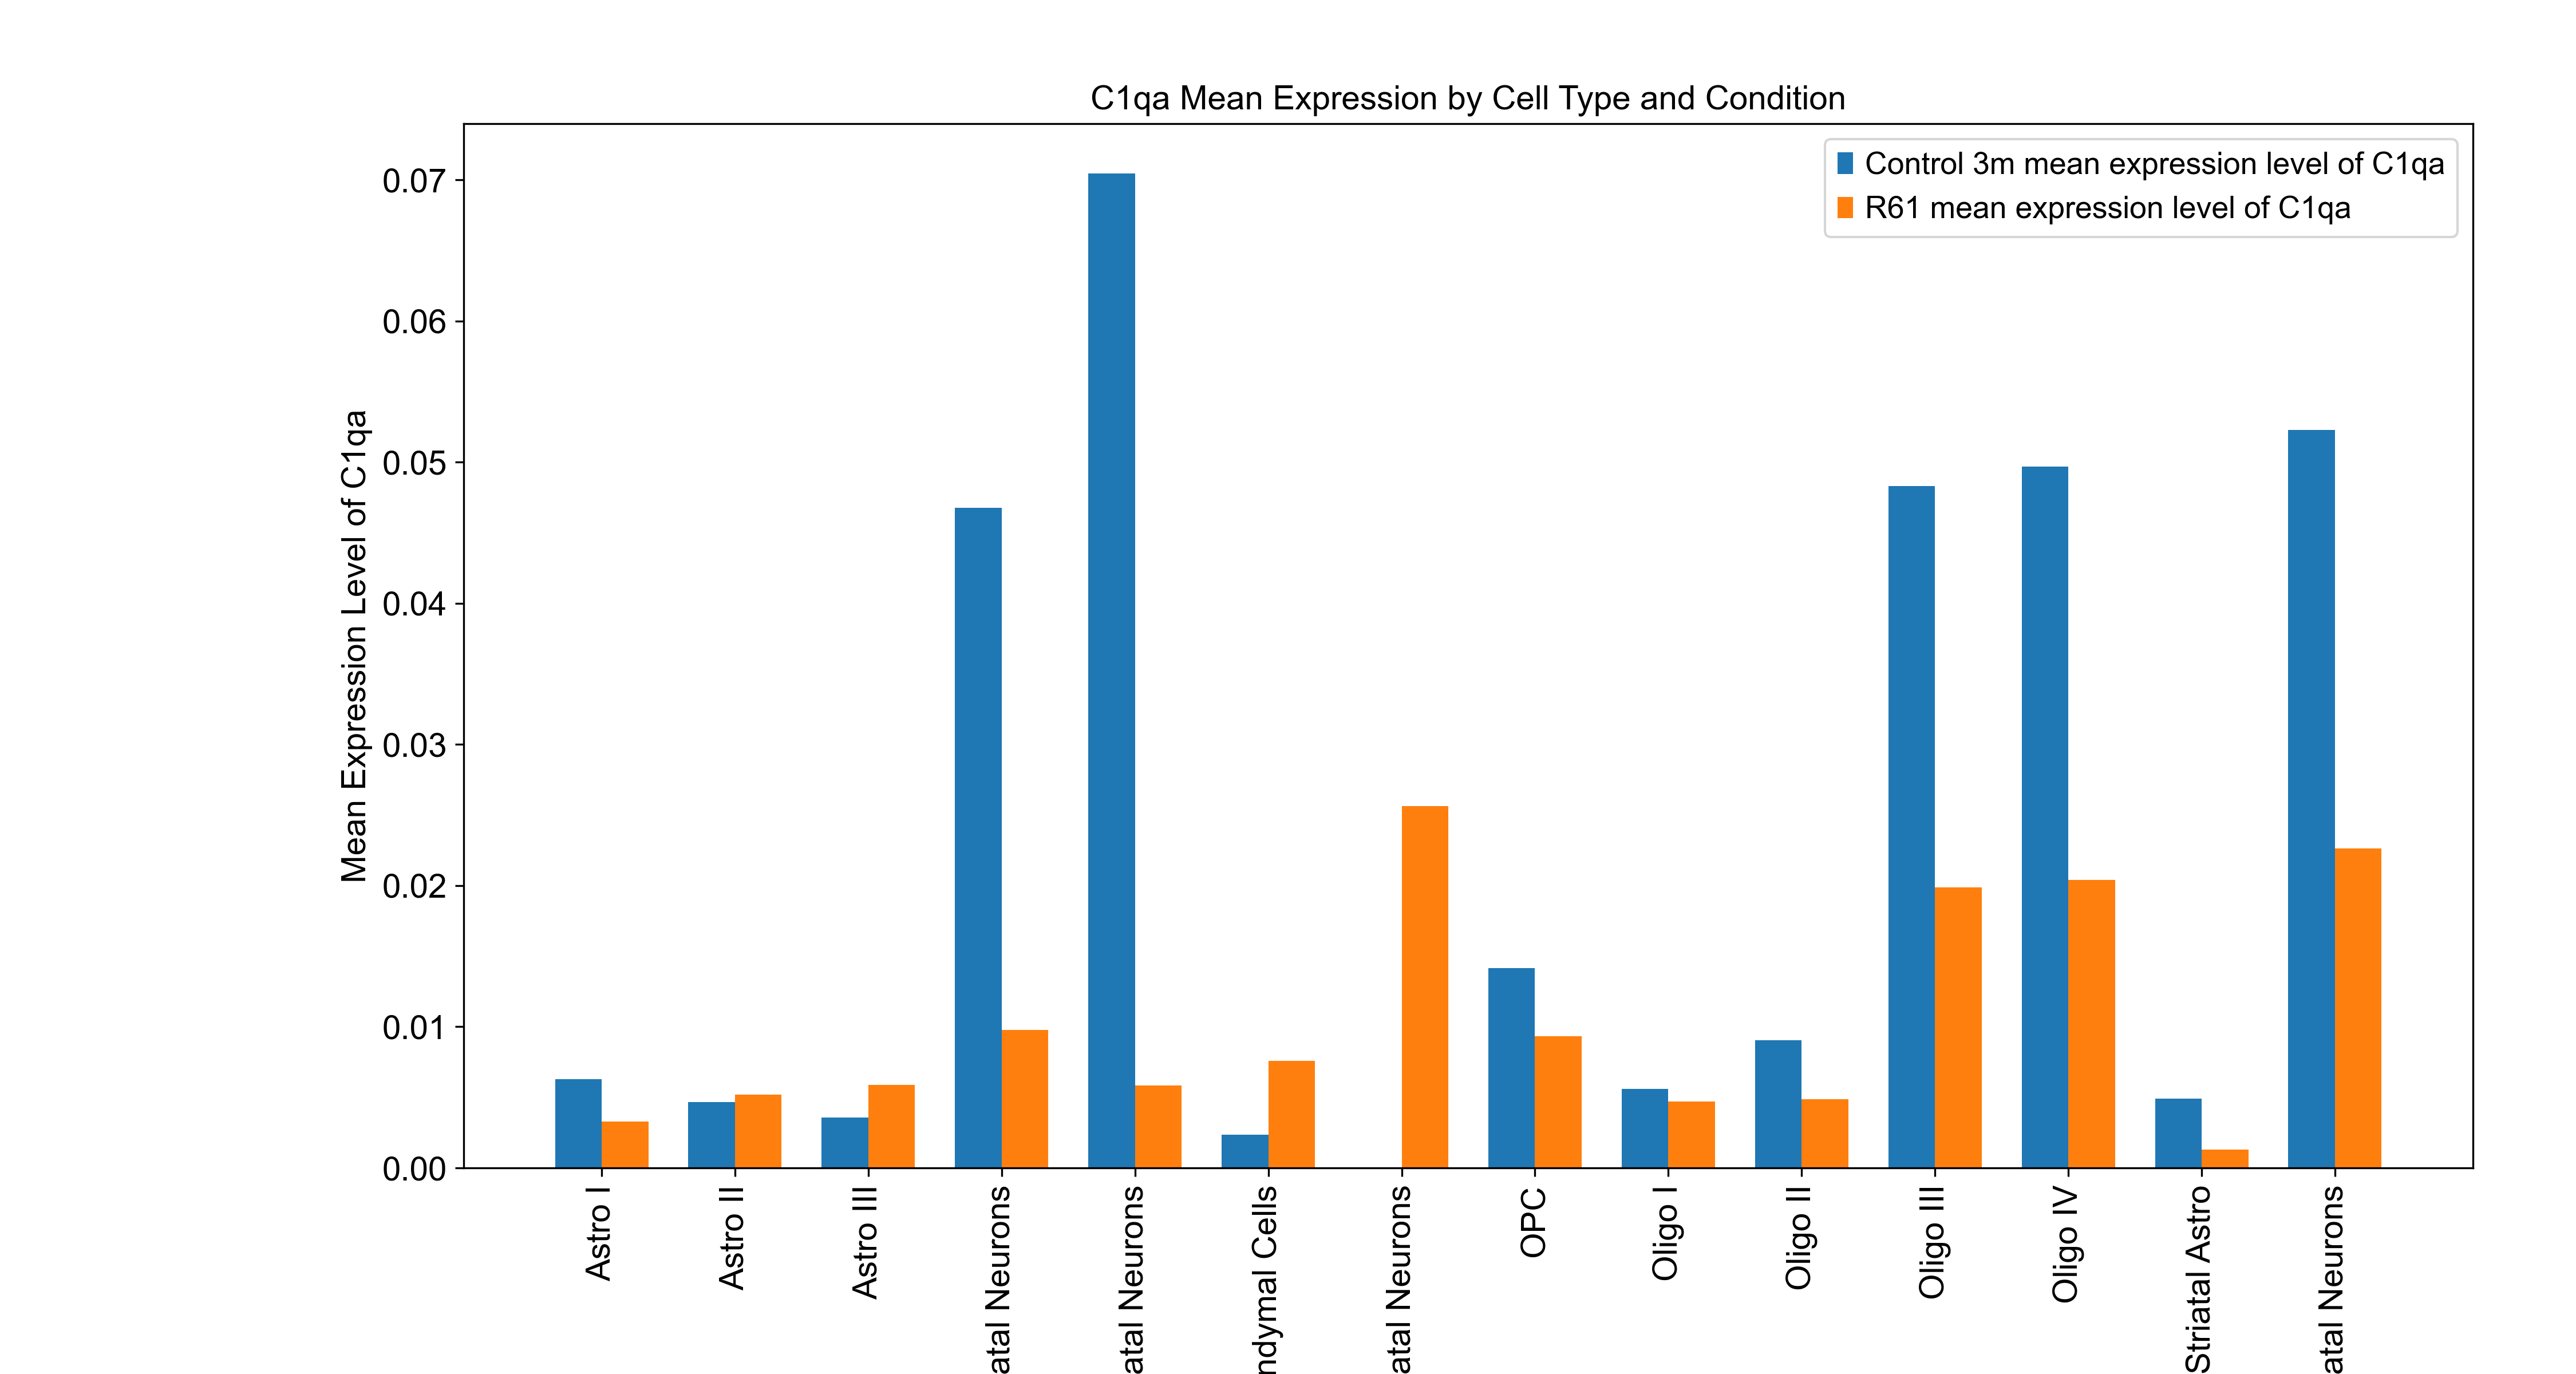 C1qa Mean Expression by Cell Type and Condition
Control 3m mean expression level of C1qa
R61 mean expression level of C1qa
Mean Expression Level of C1qa
0.07
0.06
0.05
0.04
0.03
0.02
0.01
0.00
Astro I
Astro II
Astro III
atal Neurons
atal Neurons
ndymal Cells
atal Neurons
OPC
Oligo I
Oligo II
Oligo III
Oligo IV
Striatal Astro
atal Neurons